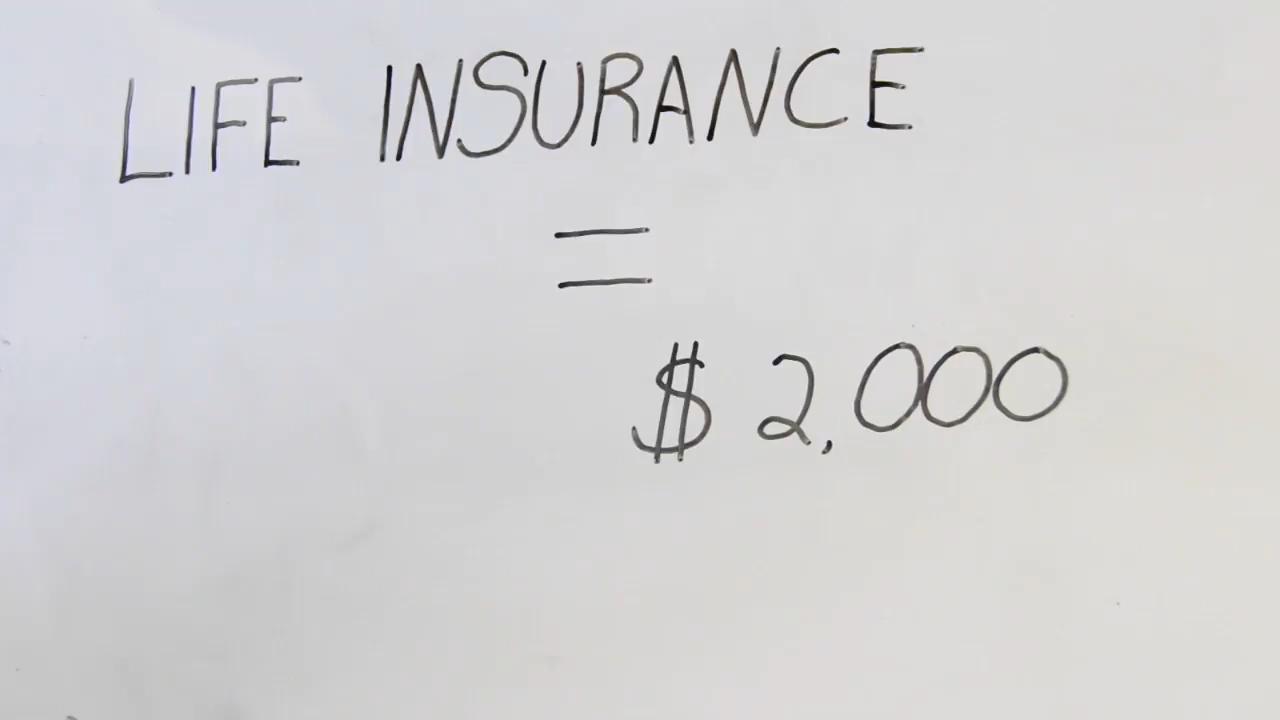 LIFE INSURANCE
=
$ 2,000